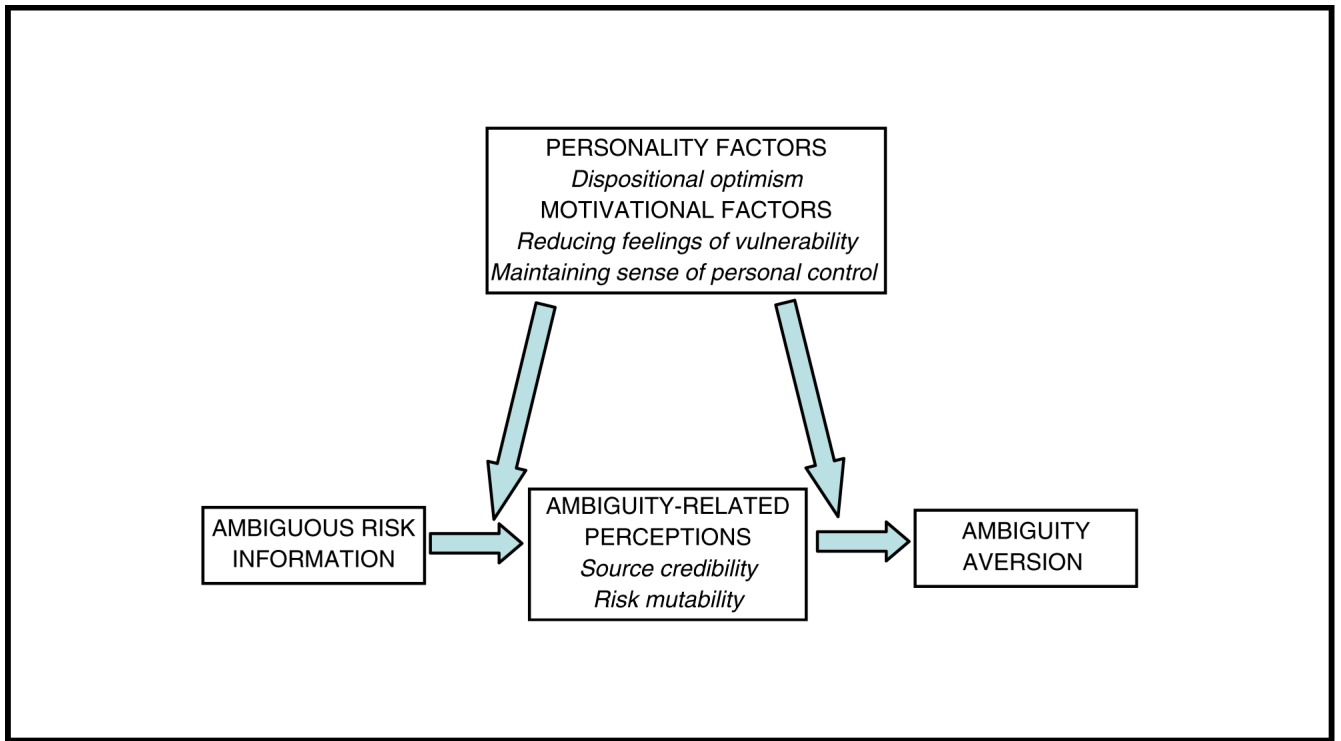 PERSONALITY FACTORS
Dispositional optimism
MOTIVATIONAL FACTORS
Reducing feelings of vulnerability
Maintaining sense of personal control
AMBIGUOUS RISK
INFORMATION
AMBIGUITY-RELATED
PERCEPTIONS
Source credibility
Risk mutability
AMBIGUITY
AVERSION